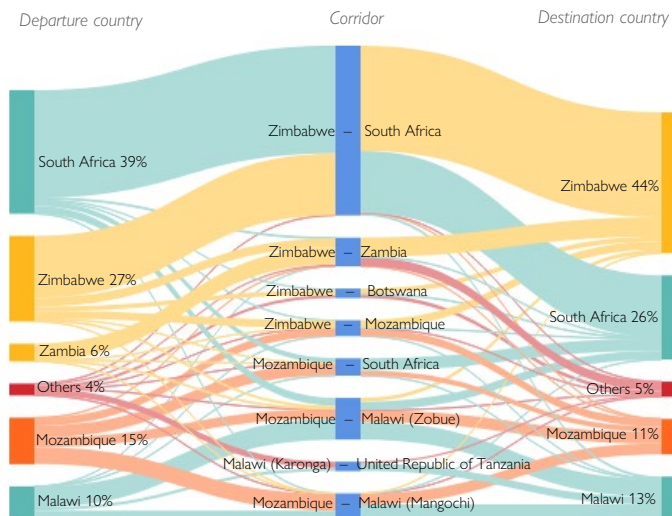 Departure country
Corridor
Destination country
Zimbabwe – South Africa
South Africa 39%
Zimbabwe 44%
Zimbabwe – Zambia
Zimbabwe 27%
Zimbabwe – Botswana
South Africa 26%
Zimbabwe – Mozambique
Zambia 6%
Mozambique – South Africa
Others 4%
Others 5%
Mozambique – Malawi (Zobue)
Mozambique 15%
Mozambique 11%
Malawi (Karonga) – United Republic of Tanzania
Malawi 10%
Malawi 13%
Mozambique – Malawi (Mangochi)